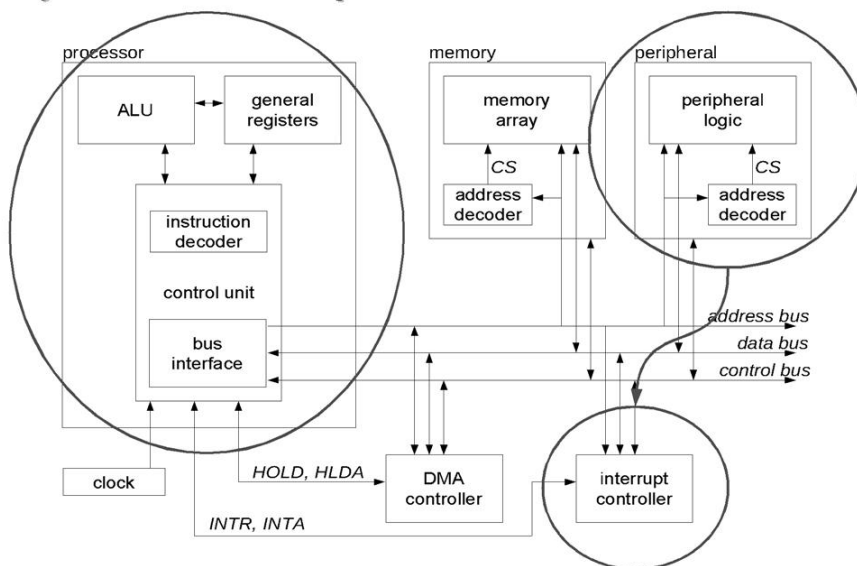 processor
memory
peripheral
ALU
general
registers
memory
array
peripheral
logic
CS
CS
address
decoder
address
decoder
instruction
decoder
control unit
bus
interface
address bus
data bus
control bus
clock
HOLD, HLDA
DMA
controller
interrupt
controller
INTR, INTA